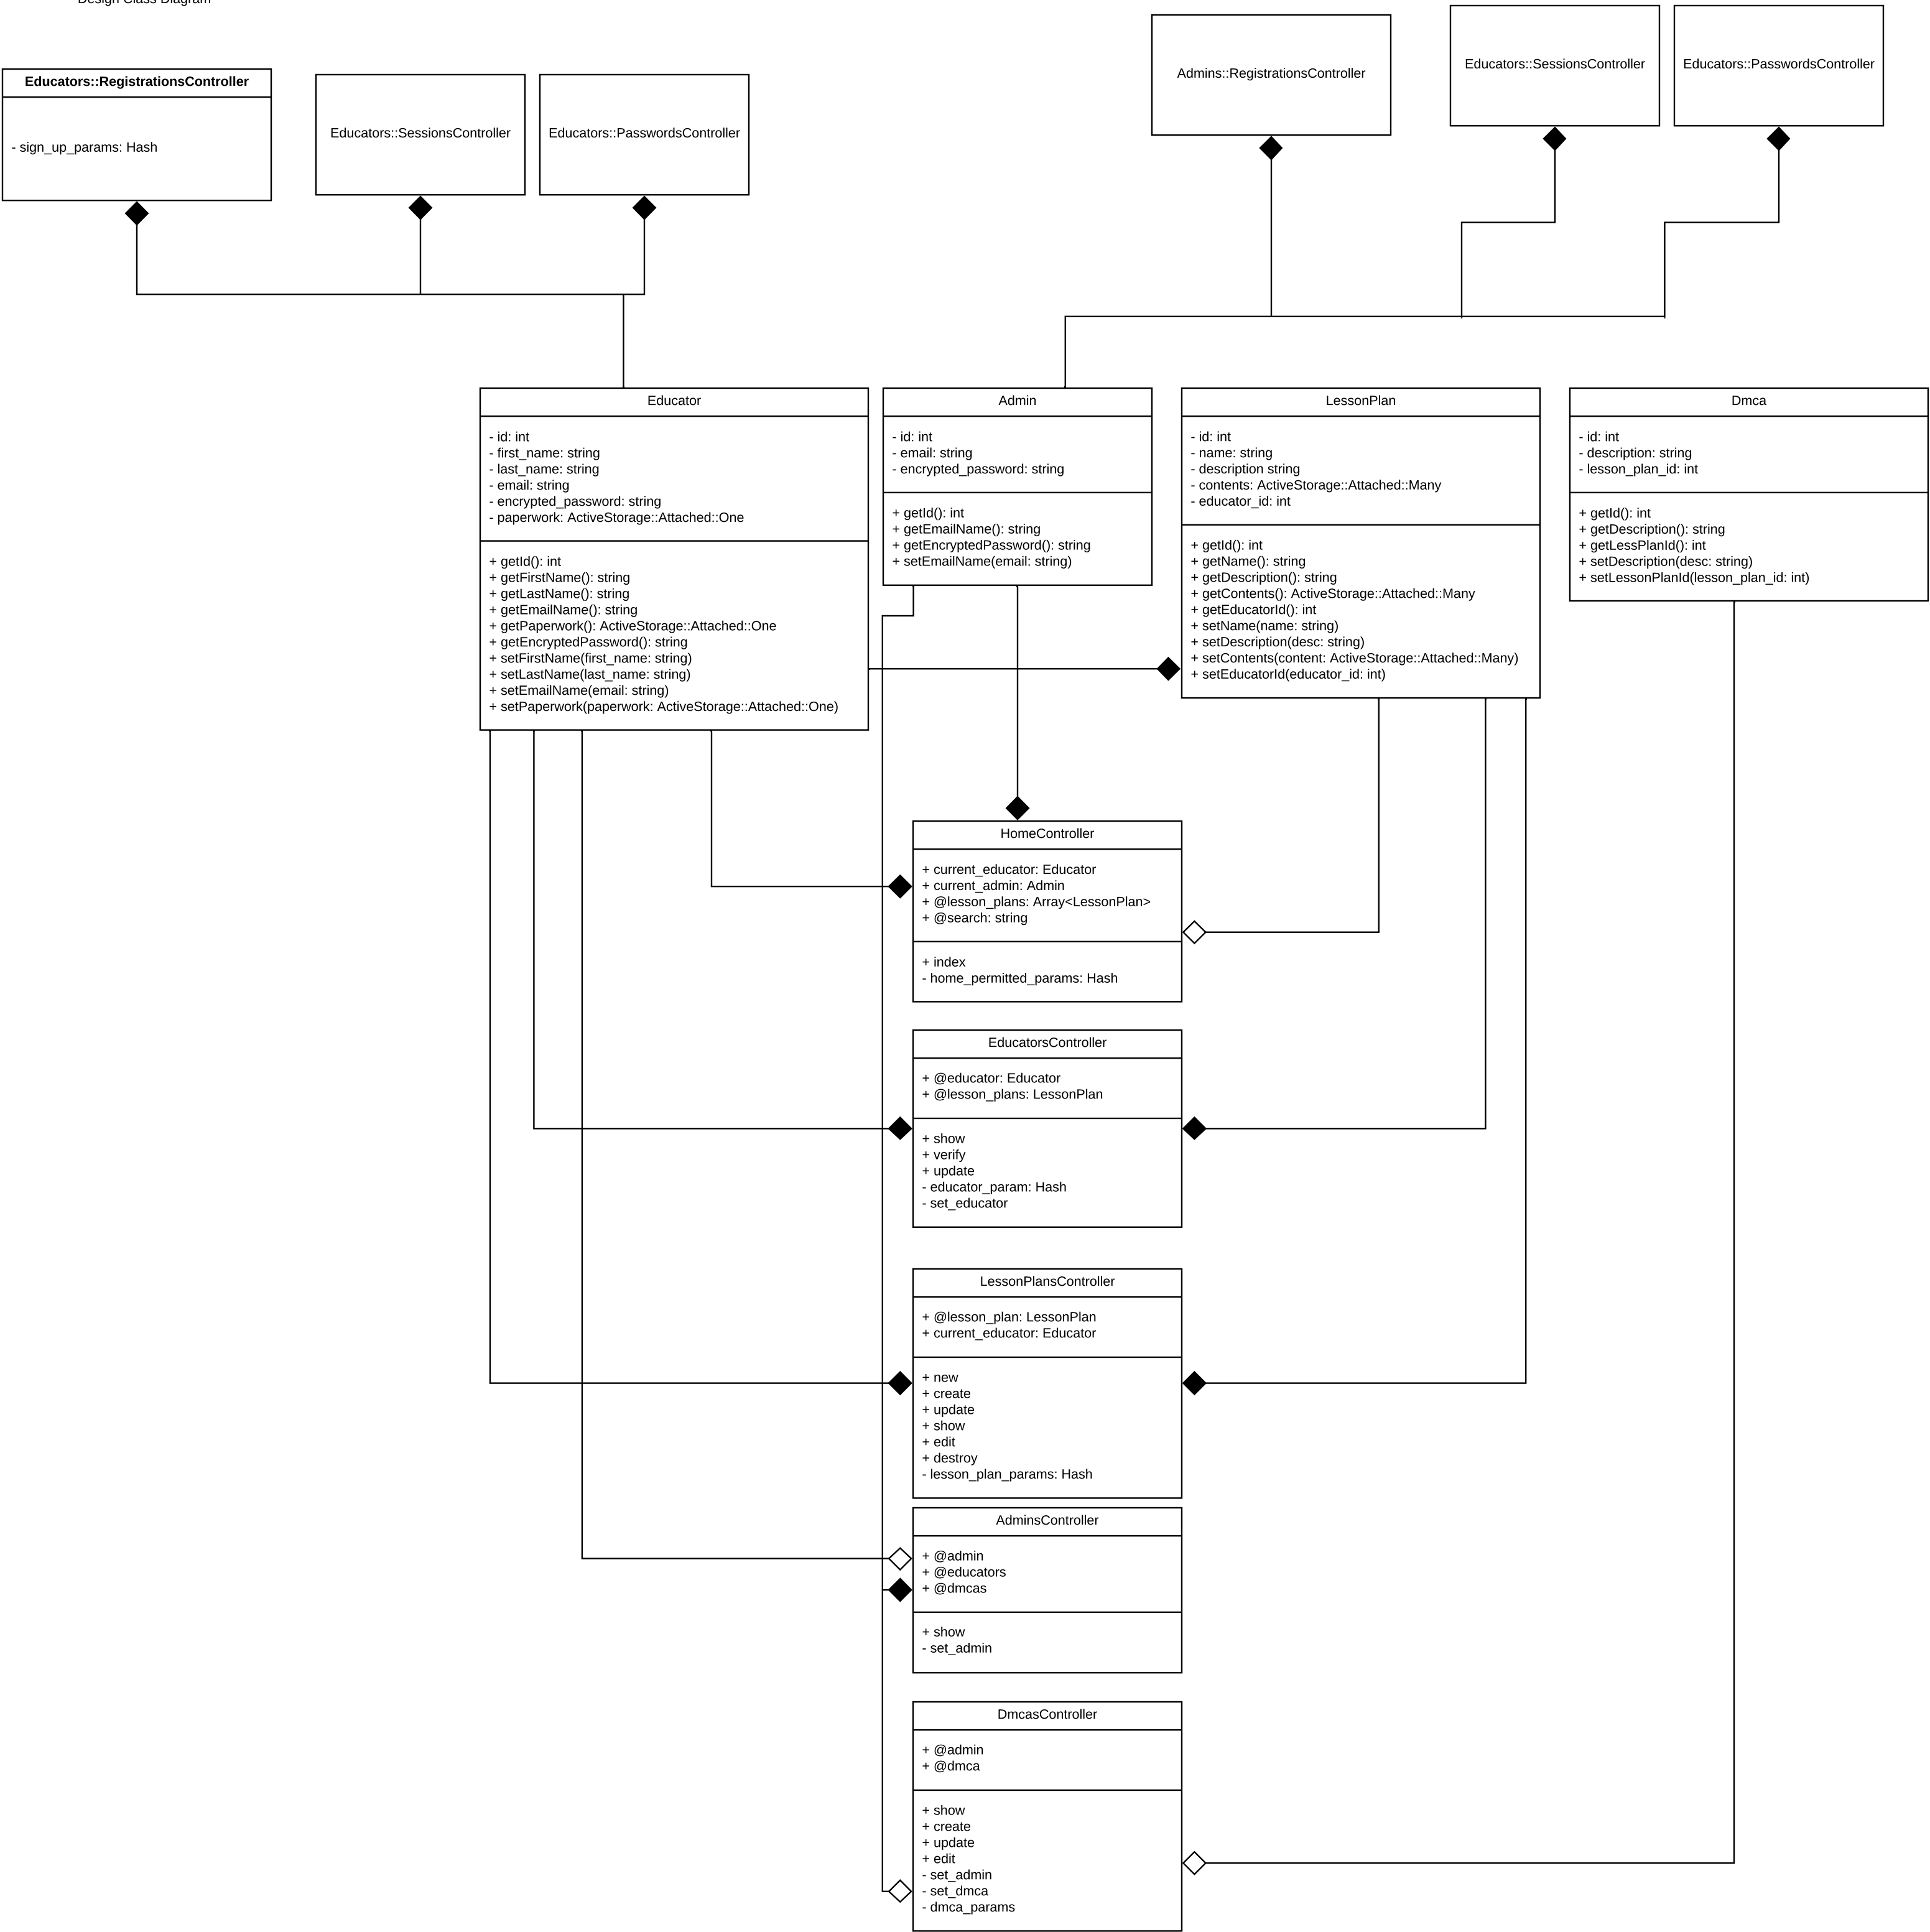 Design Class Diagram
Educators::RegistrationsController
- sign_up_params: Hash
Educators::SessionsController
Educators::PasswordsController
Admins::RegistrationsController
Educators::SessionsController
Educators::PasswordsController
Educator
- id: int
- first_name: string
- last_name: string
- email: string
- encrypted_password: string
- paperwork: ActiveStorage::Attached::One
+ getId(): int
+ getFirstName(): string
+ getLastName(): string
+ getEmailName(): string
+ getPaperwork(): ActiveStorage::Attached::One
+ getEncryptedPassword(): string
+ setFirstName(first_name: string)
+ setLastName(last_name: string)
+ setEmailName(email: string)
+ setPaperwork(paperwork: ActiveStorage::Attached::One)
Admin
- id: int
- email: string
- encrypted_password: string
+ getId(): int
+ getEmailName(): string
+ getEncryptedPassword(): string
+ setEmailName(email: string)
LessonPlan
- id: int
- name: string
- description string
- contents: ActiveStorage::Attached::Many
- educator_id: int
+ getId(): int
+ getName(): string
+ getDescription(): string
+ getContents(): ActiveStorage::Attached::Many
+ getEducatorId(): int
+ setName(name: string)
+ setDescription(desc: string)
+ setContents(content: ActiveStorage::Attached::Many)
+ setEducatorId(educator_id: int)
Dmca
- id: int
- description: string
- lesson_plan_id: int
+ getId(): int
+ getDescription(): string
+ getLessPlanId(): int
+ setDescription(desc: string)
+ setLessonPlanId(lesson_plan_id: int)
HomeController
+ current_educator: Educator
+ current_admin: Admin
+ @lesson_plans: Array<LessonPlan>
+ @search: string
+ index
- home_permitted_params: Hash
EducatorsController
+ @educator: Educator
+ @lesson_plans: LessonPlan
+ show
+ verify
+ update
- educator_param: Hash
- set_educator
LessonPlansController
+ @lesson_plan: LessonPlan
+ current_educator: Educator
+ new
+ create
+ update
+ show
+ edit
+ destroy
- lesson_plan_params: Hash
AdminsController
+ @admin
+ @educators
+ @dmcas
+ show
- set_admin
DmcasController
+ @admin
+ @dmca
+ show
+ create
+ update
+ edit
- set_admin
- set_dmca
- dmca_params